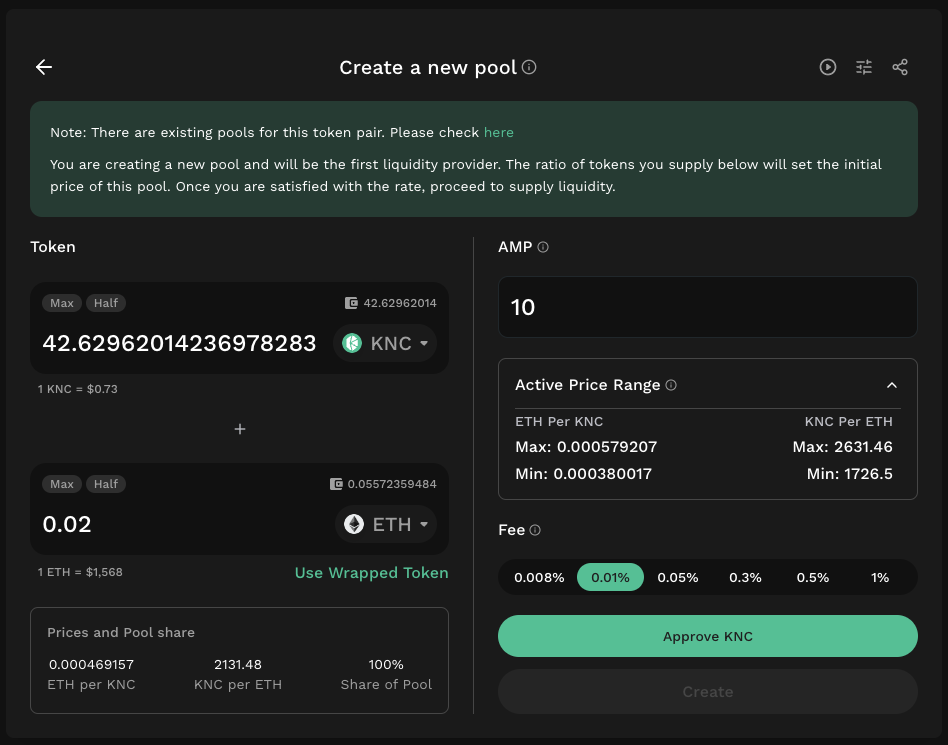 Create a new pool
Note: There are existing pools for this token pair. Please check here
You are creating a new pool and will be the first liquidity provider. The ratio of tokens you supply below will set the initial
price of this pool. Once you are satisfied with the rate, proceed to supply liquidity.
Token
Max Half 42.62962014
42.62962014236978283 KNC
1 KNC = $0.73
+
Max Half 0.05572359484
0.02 ETH
1 ETH = $1,568 Use Wrapped Token
Prices and Pool share
0.000469157 2131.48 100%
ETH per KNC KNC per ETH Share of Pool
AMP
10
Active Price Range
ETH Per KNC KNC Per ETH
Max: 0.000579207 Max: 2631.46
Min: 0.000380017 Min: 1726.5
Fee
0.008% 0.01% 0.05% 0.3% 0.5% 1%
Approve KNC
Create